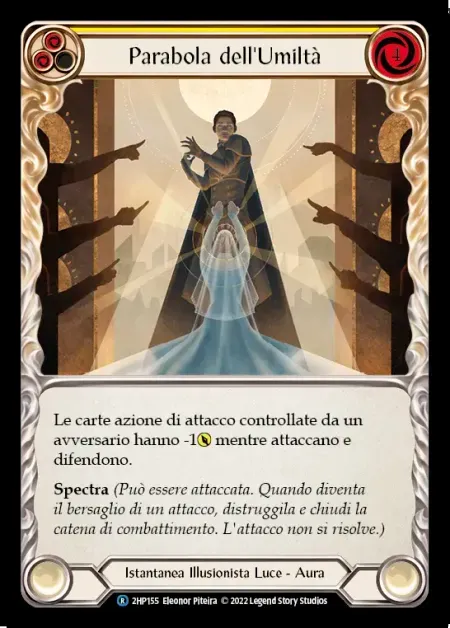 Parabola dell'Umiltà
4
Le carte azione di attacco controllate da un
avversario hanno -1 mentre attaccano e
difendono.
Spectra (Può essere attaccata. Quando diventa
il bersaglio di un attacco, distruggila e chiudi la
catena di combattimento. L'attacco non si risolve.)
Istantanea Illusionista Luce - Aura
R 2HP155 Eleonor Piteira © 2022 Legend Story Studios